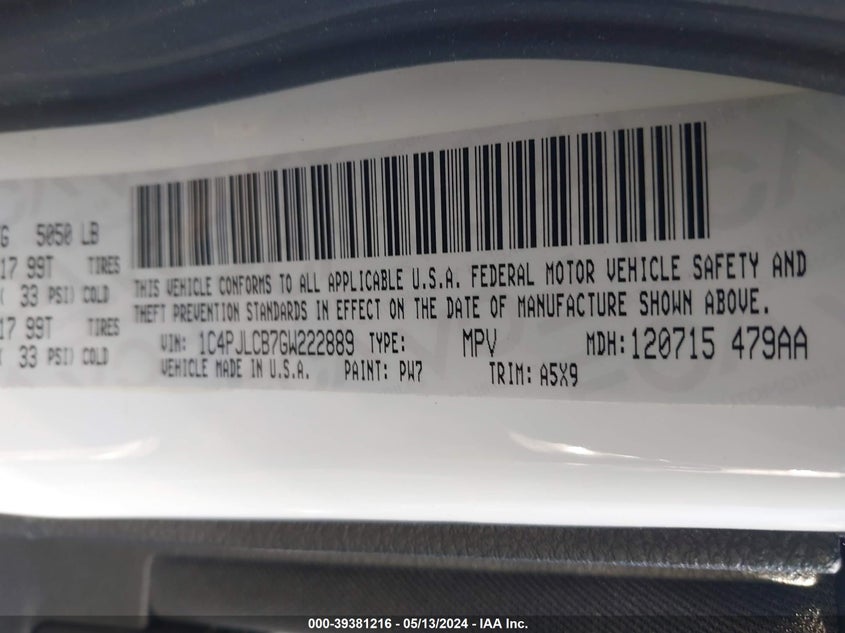 G 5050 LB
17 99T TIRES
( 33 PSI) COLD
17 99T TIRES
( 33 PSI) COLD
THIS VEHICLE CONFORMS TO ALL APPLICABLE U.S.A. FEDERAL MOTOR VEHICLE SAFETY AND
THEFT PREVENTION STANDARDS IN EFFECT ON THE DATE OF MANUFACTURE SHOWN ABOVE.
VIN: 1C4PJLCB7GW222889 TYPE: MPV MDH: 120715 479AA
VEHICLE MADE IN U.S.A. PAINT: PW7 TRIM: A5X9
000-39381216 - 05/13/2024 - IAA Inc.